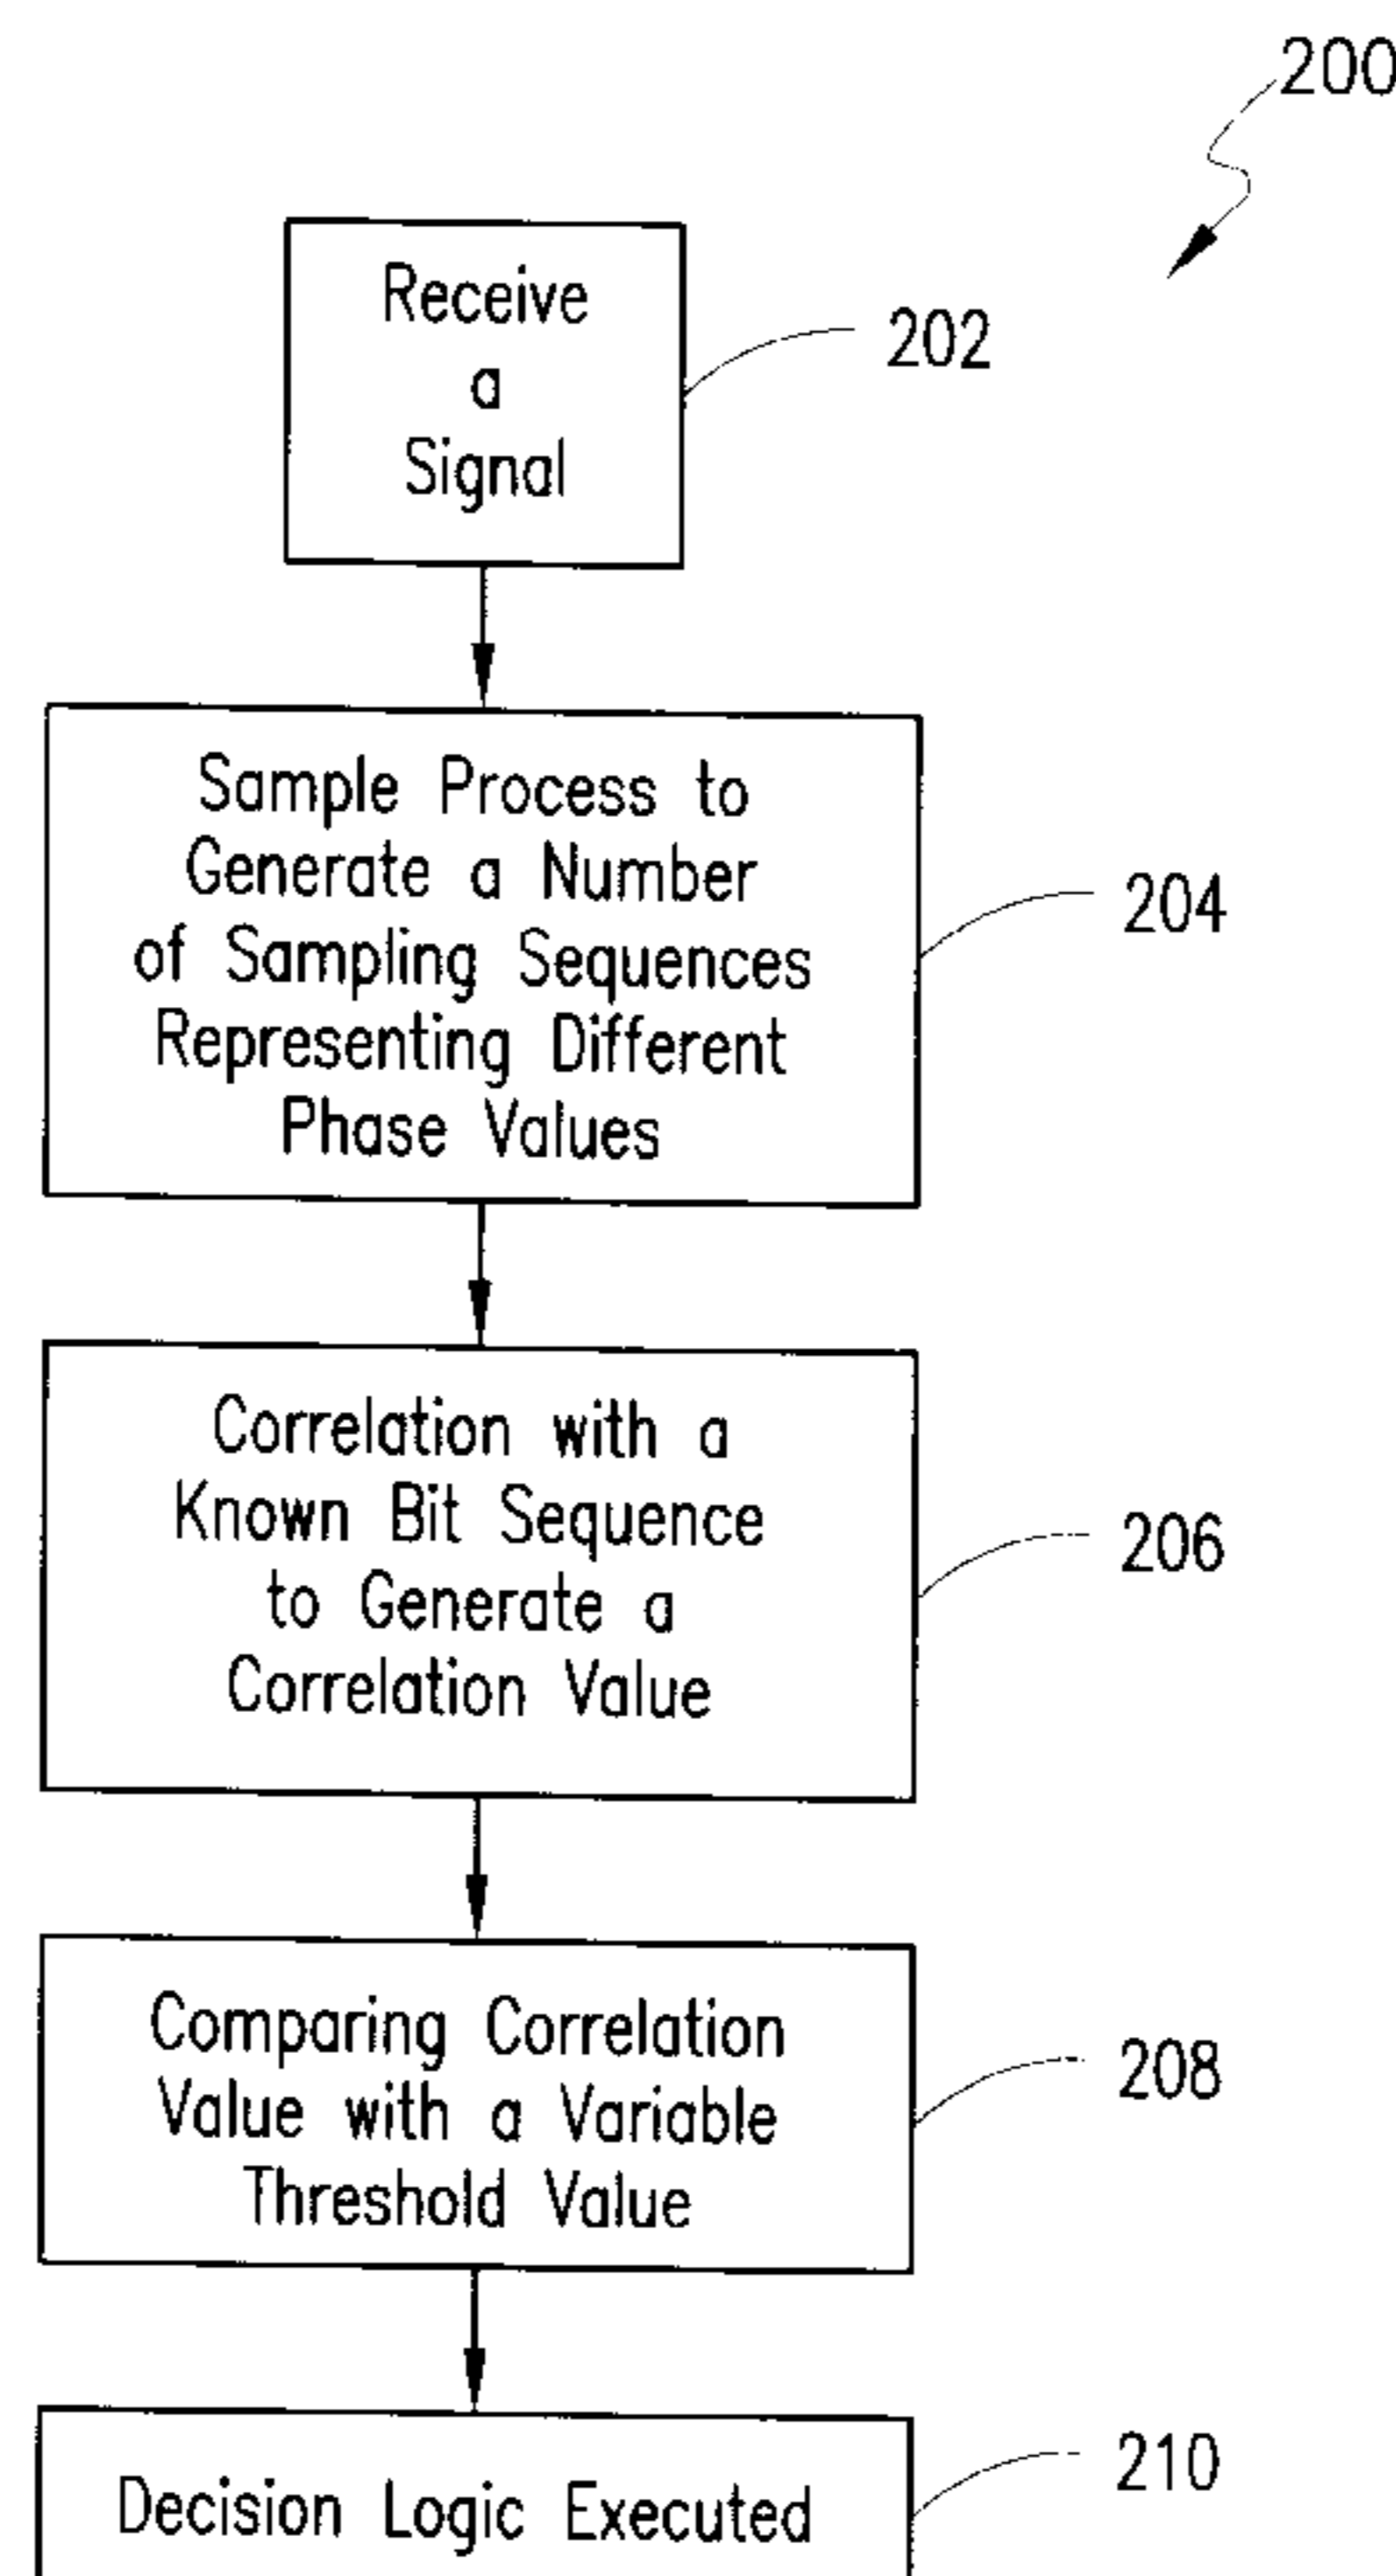 200
Receive
a
Signal
202
Sample Process to
Generate a Number
of Sampling Sequences
Representing Different
Phase Values
204
Correlation with a
Known Bit Sequence
to Generate a
Correlation Value
206
Comparing Correlation
Value with a Variable
Threshold Value
208
Decision Logic Executed
210